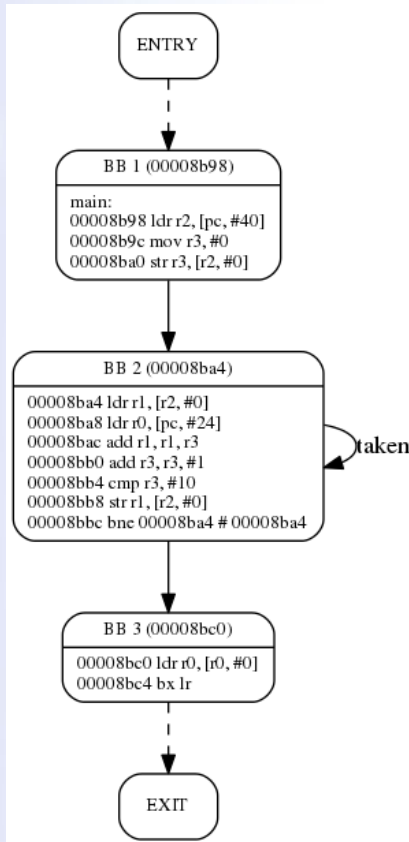 ENTRY
BB 1 (00008b98)
main:
00008b98 ldr r2, [pc, #40]
00008b9c mov r3, #0
00008ba0 str r3, [r2, #0]
BB 2 (00008ba4)
00008ba4 ldr r1, [r2, #0]
00008ba8 ldr r0, [pc, #24]
00008bac add r1, r1, r3
00008bb0 add r3, r3, #1
00008bb4 cmp r3, #10
00008bb8 str r1, [r2, #0]
00008bbc bne 00008ba4 # 00008ba4
taken
BB 3 (00008bc0)
00008bc0 ldr r0, [r0, #0]
00008bc4 bx lr
EXIT